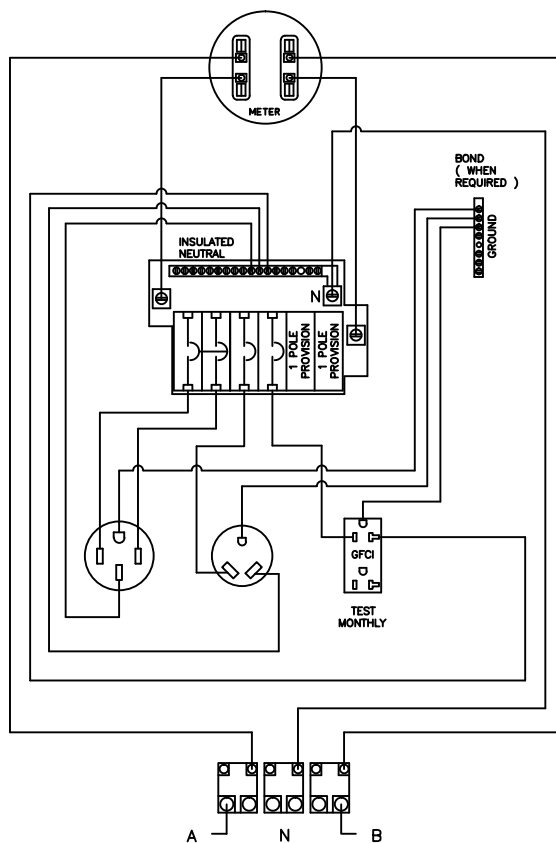 METER
BOND
( WHEN
REQUIRED )
GROUND
INSULATED
NEUTRAL
N
1 POLE
PROVISION
1 POLE
PROVISION
GFCI
TEST
MONTHLY
A
N
B